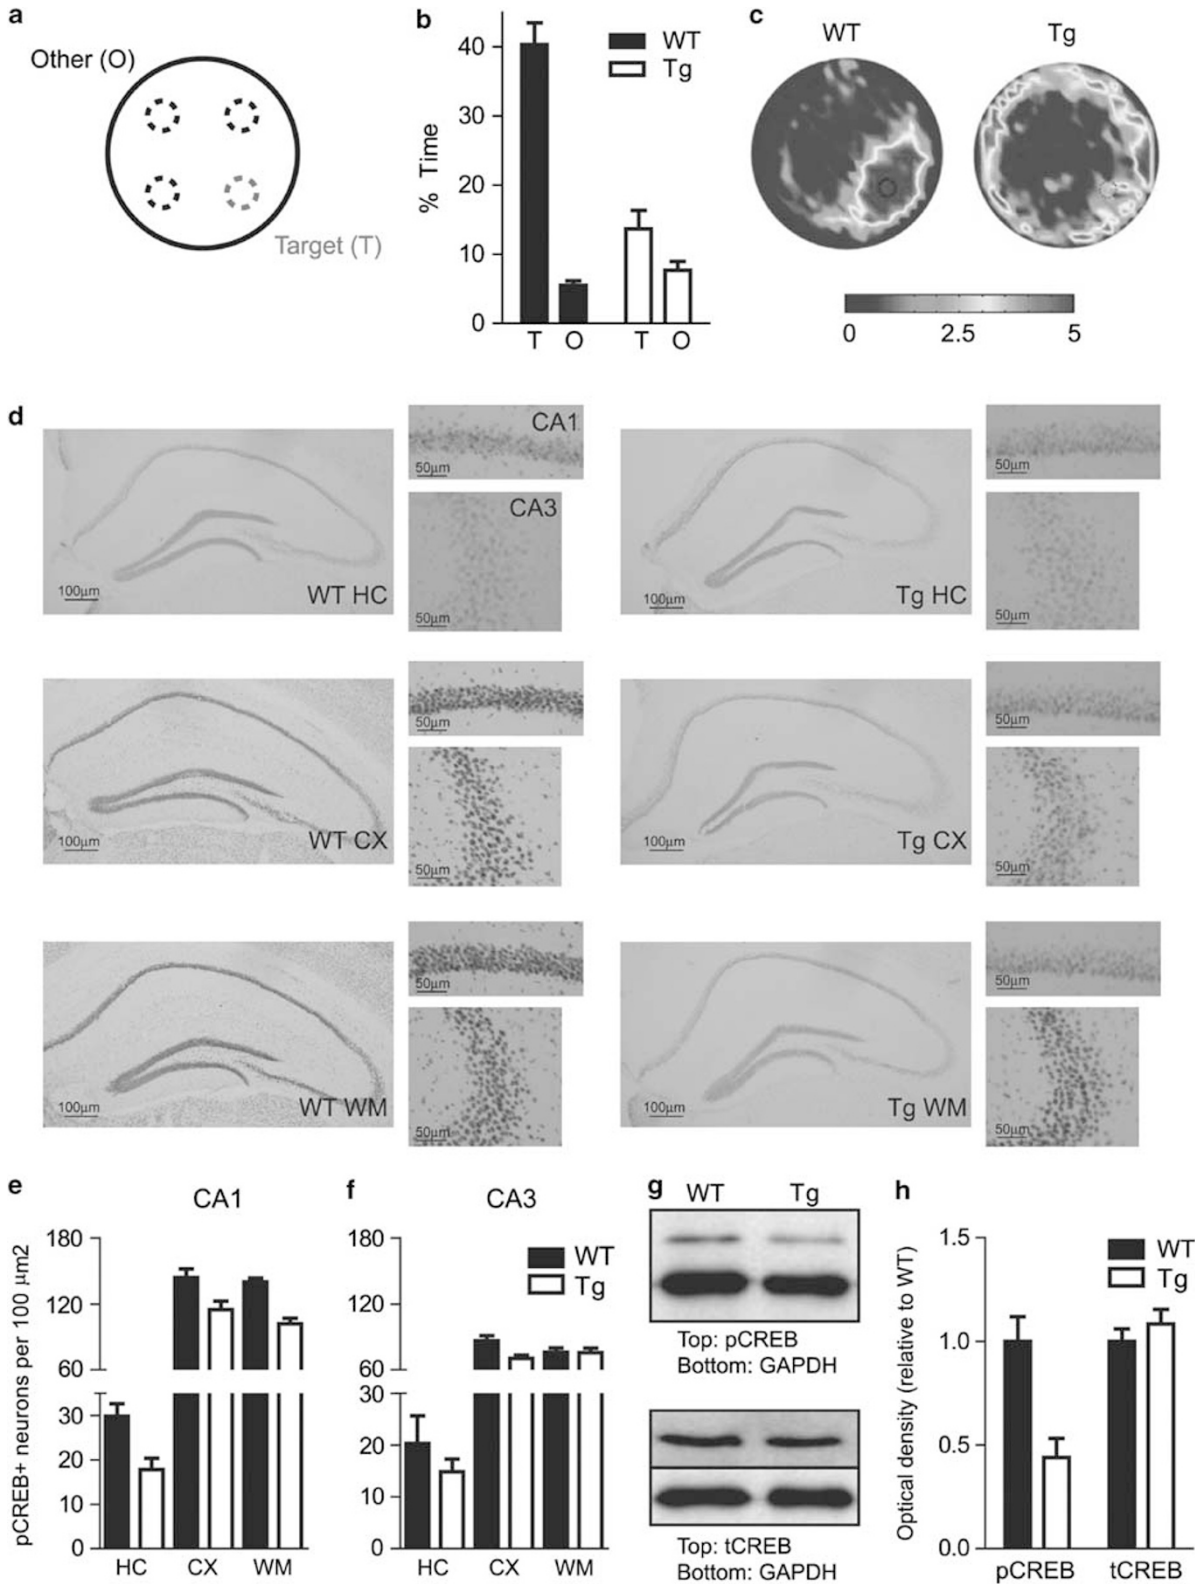 a
Other (O)
Target (T)
b
% Time
40
30
20
10
0
WT
Tg
T O T O
c
WT Tg
0 2.5 5
d
100µm
WT HC
CA1
50µm
CA3
50µm
100µm
Tg HC
50µm
50µm
100µm
WT CX
50µm
50µm
100µm
Tg CX
50µm
50µm
100µm
WT WM
50µm
50µm
100µm
Tg WM
50µm
50µm
e
CA1
pCREB+ neurons per 100 µm2
180
120
60
30
20
10
0
HC CX WM
f
CA3
WT
Tg
180
120
60
30
20
10
0
HC CX WM
g
WT Tg
Top: pCREB
Bottom: GAPDH
Top: tCREB
Bottom: GAPDH
h
Optical density (relative to WT)
1.5
1.0
0.5
0.0
WT
Tg
pCREB tCREB